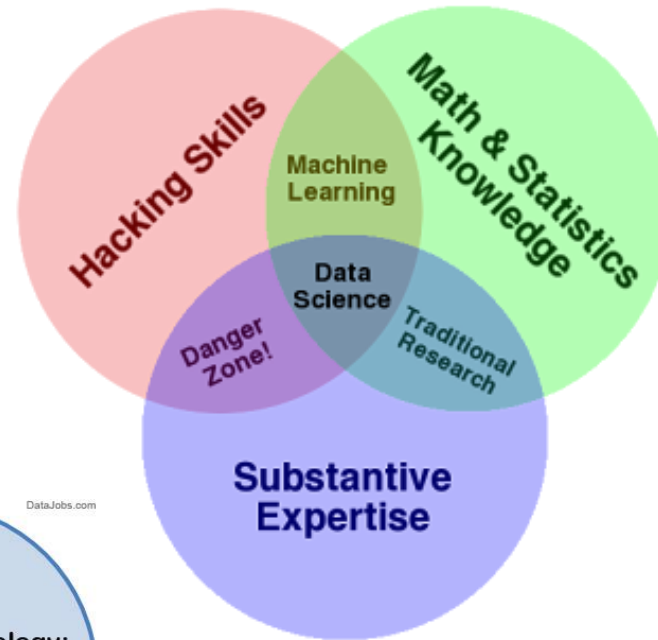 Hacking Skills
Math & Statistics
Knowledge
Machine
Learning
Data
Science
Danger
Zone!
Traditional
Research
Substantive
Expertise
DataJobs.com